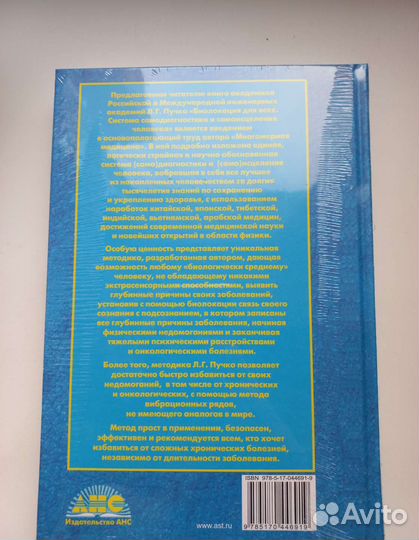 Предлагаемая читателю книга академика
Российской и Международной инженерных
академий Л.Г. Пучко «Биолокация для всех.
Система самодиагностики и самоисцеления
человека» является введением
в основополагающий труд автора «Многомерная
медицина». В ней подробно изложена единая,
логически стройная и научно обоснованная
система (само)диагностики и (само)исцеления
человека, вобравшая в себя все лучшее
из накопленных человечеством за долгие
тысячелетия знаний по сохранению
и укреплению здоровья, с использованием
наработок китайской, японской, тибетской,
индийской, вьетнамской, арабской медицин,
достижений современной медицинской науки
и новейших открытий в области физики.
Особую ценность представляет уникальная
методика, разработанная автором, дающая
возможность любому «биологически среднему»
человеку, не обладающему никакими
экстрасенсорными способностями, выявить
глубинные причины своих заболеваний,
установив с помощью биолокации связь своего
сознания с подсознанием, в котором записаны
все глубинные причины заболевания, начиная
физическими недомоганиями и заканчивая
тяжелыми психическими расстройствами
и онкологическими болезнями.
Более того, методика Л.Г. Пучко позволяет
достаточно быстро избавиться от своих
недомоганий, в том числе от хронических
и онкологических, с помощью метода
вибрационных рядов,
не имеющего аналогов в мире.
Метод прост в применении, безопасен,
эффективен и рекомендуется всем, кто хочет
избавиться от сложных хронических болезней,
независимо от длительности заболевания.
ISBN 978-5-17-044691-9
АНС
Издательство АНС
www.ast.ru
9 785170 446919
Avito